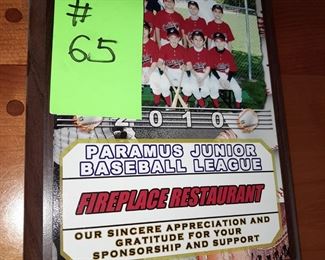 #
65
2010
PARAMUS JUNIOR
BASEBALL LEAGUE
FIREPLACE RESTAURANT
OUR SINCERE APPRECIATION AND
GRATITUDE FOR YOUR
SPONSORSHIP AND SUPPORT